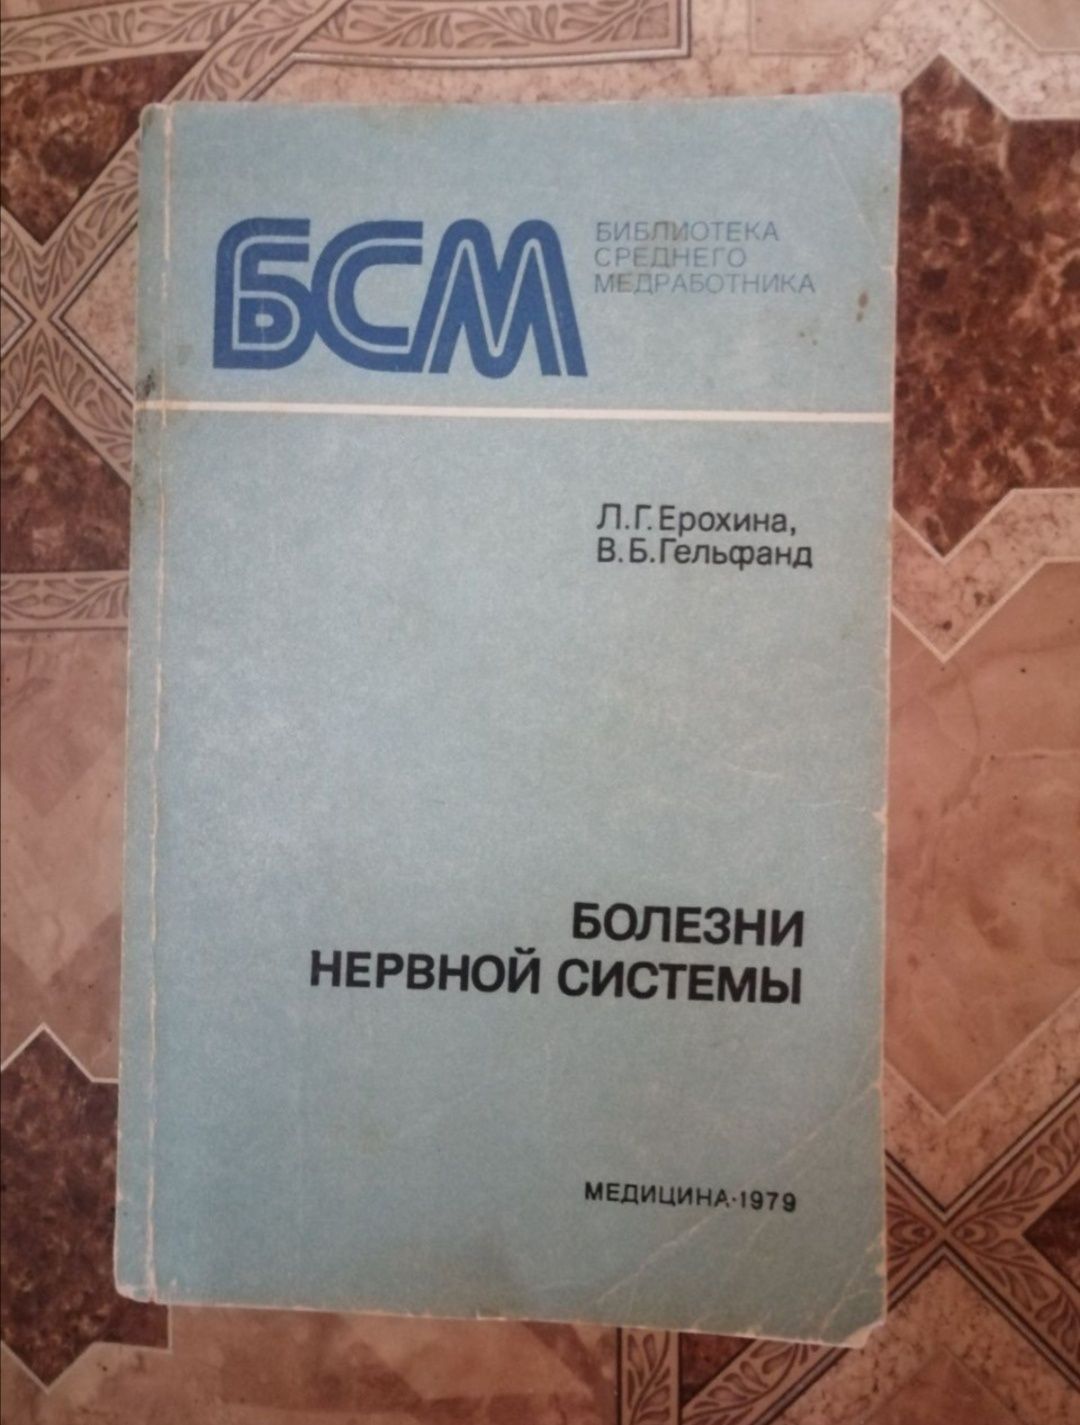 БСМ
БИБЛИОТЕКА
СРЕДНЕГО
МЕДРАБОТНИКА
Л.Г.Ерохина,
В.Б.Гельфанд
БОЛЕЗНИ
НЕРВНОЙ СИСТЕМЫ
МЕДИЦИНА·1979